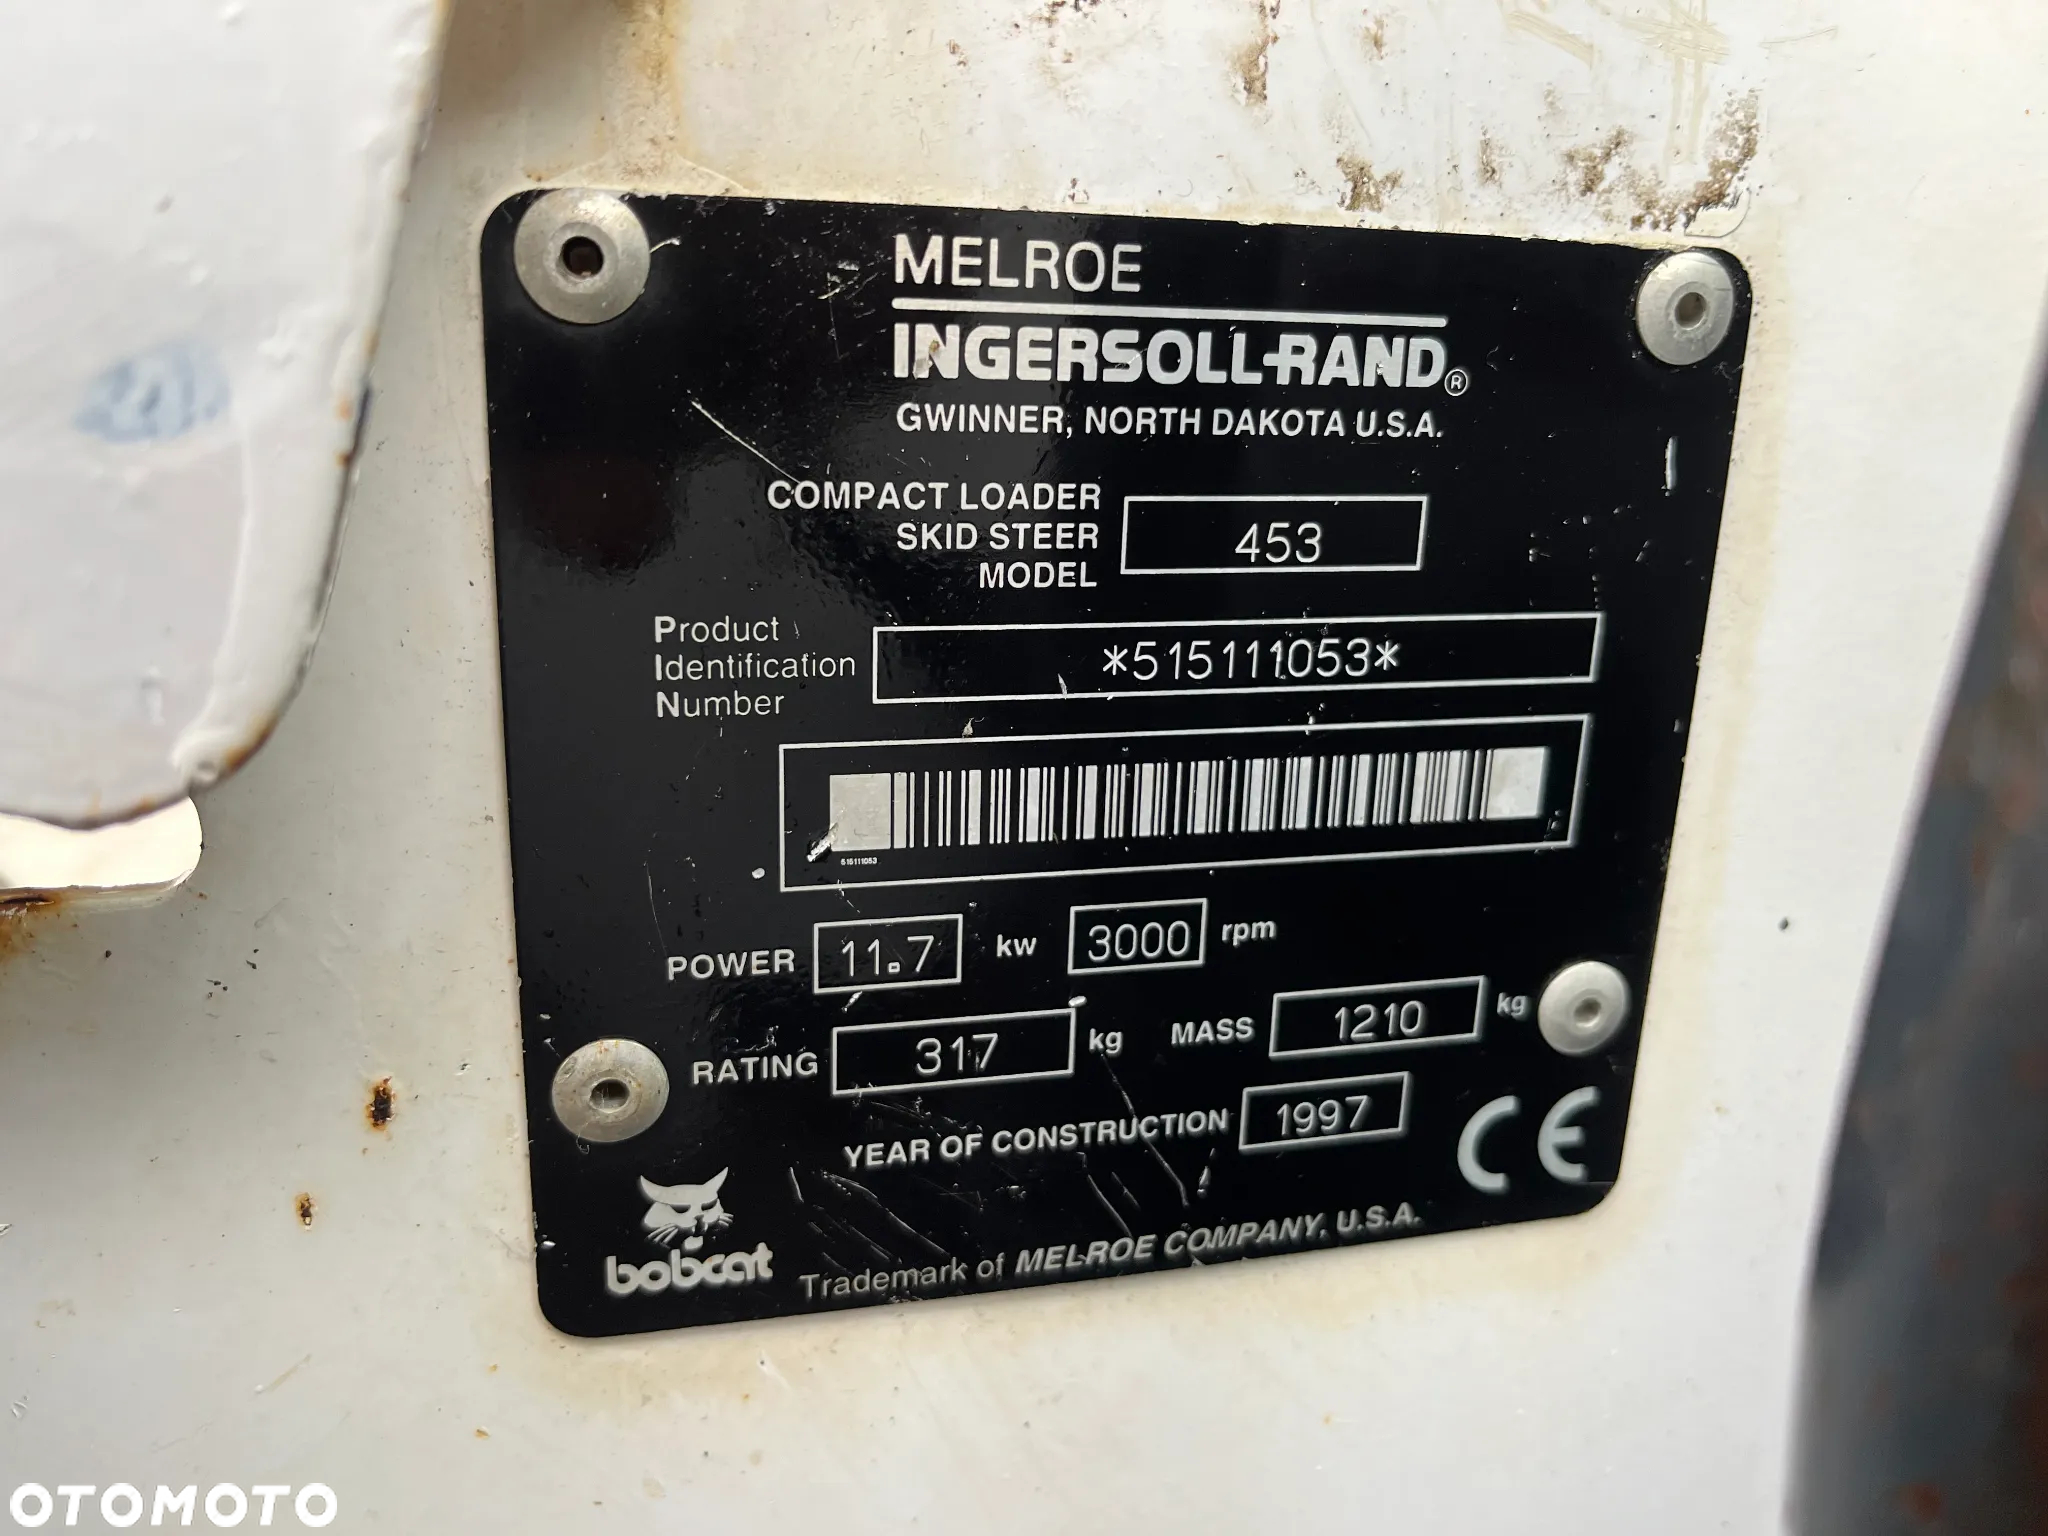 MELROE
INGERSOLL-RAND®
GWINNER, NORTH DAKOTA U.S.A.
COMPACT LOADER
SKID STEER
MODEL
453
Product
Identification
Number
*515111053*
515111053
POWER 11.7 kw 3000 rpm
RATING 317 kg MASS 1210 kg
YEAR OF CONSTRUCTION 1997
CE
bobcat
Trademark of MELROE COMPANY, U.S.A.
OTOMOTO